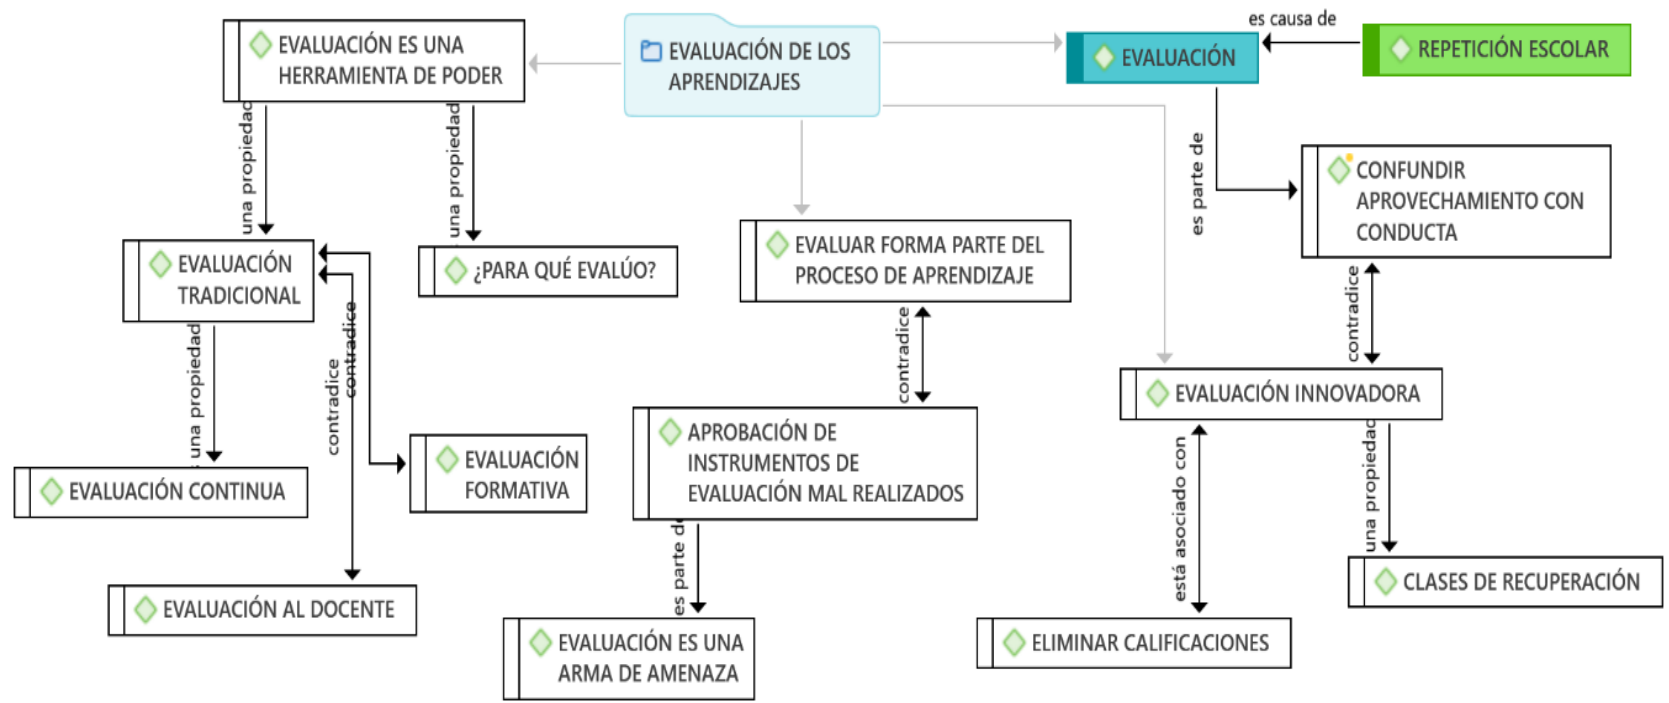 es causa de
EVALUACIÓN ES UNA
HERRAMIENTA DE PODER
EVALUACIÓN DE LOS
APRENDIZAJES
EVALUACIÓN
REPETICIÓN ESCOLAR
una propiedad
una propiedad
es parte de
CONFUNDIR
APROVECHAMIENTO CON
CONDUCTA
EVALUACIÓN
TRADICIONAL
¿PARA QUÉ EVALÚO?
EVALUAR FORMA PARTE DEL
PROCESO DE APRENDIZAJE
una propiedad
contradice
contradice
contradice
contradice
EVALUACIÓN INNOVADORA
EVALUACIÓN CONTINUA
EVALUACIÓN
FORMATIVA
APROBACIÓN DE
INSTRUMENTOS DE
EVALUACIÓN MAL REALIZADOS
está asociado con
una propiedad
es parte de
EVALUACIÓN AL DOCENTE
CLASES DE RECUPERACIÓN
EVALUACIÓN ES UNA
ARMA DE AMENAZA
ELIMINAR CALIFICACIONES